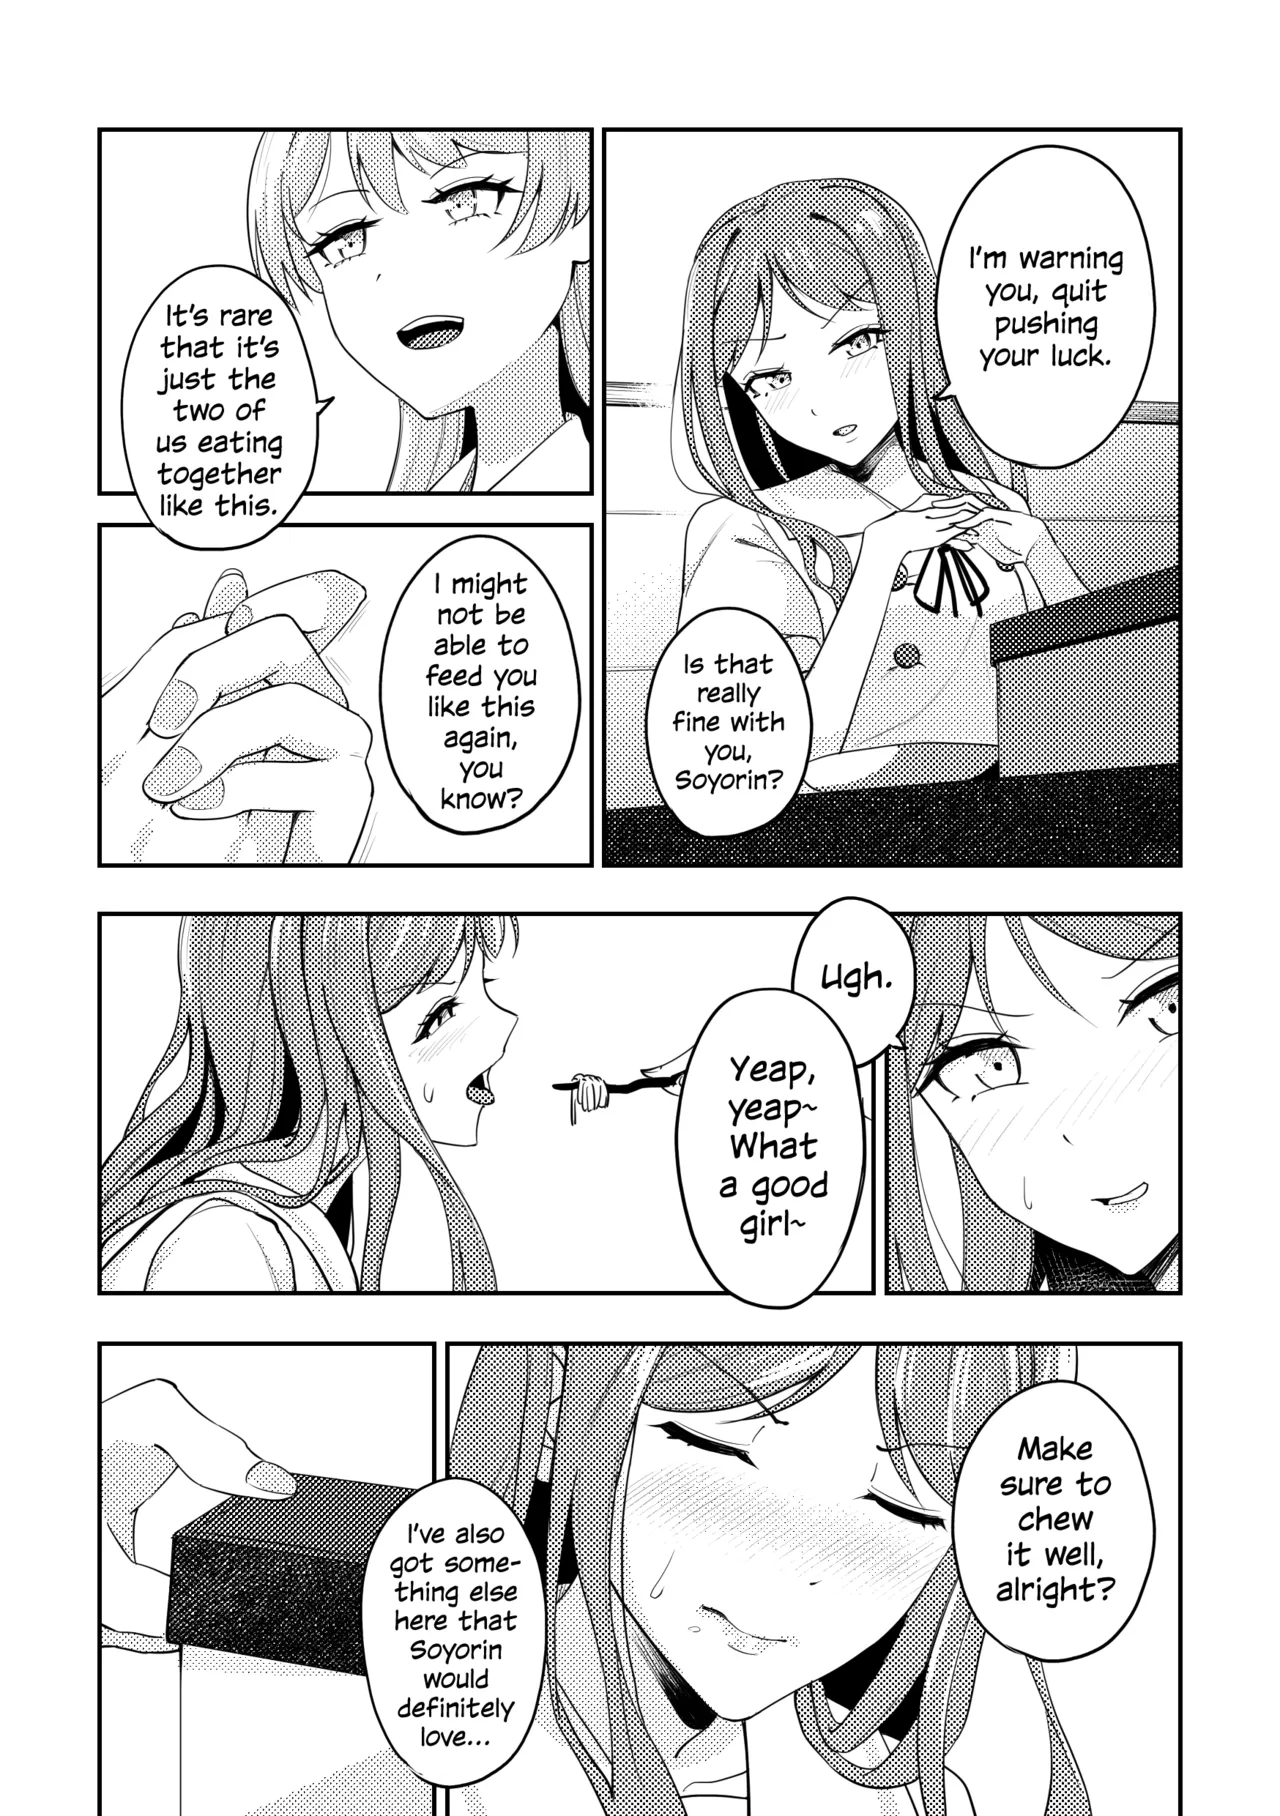 I'm warning
you, quit
pushing
your luck.
Is that
really
fine with
you,
Soyorin?
It's rare
that it's
just the
two of
us eating
together
like this.
I might
not be
able to
feed you
like this
again,
you
know?
Ugh.
Yeap,
yeap~
What
a good
girl~
Make
sure to
chew
it well,
alright?
I've also
got some-
thing else
here that
Soyorin
would
definitely
love...